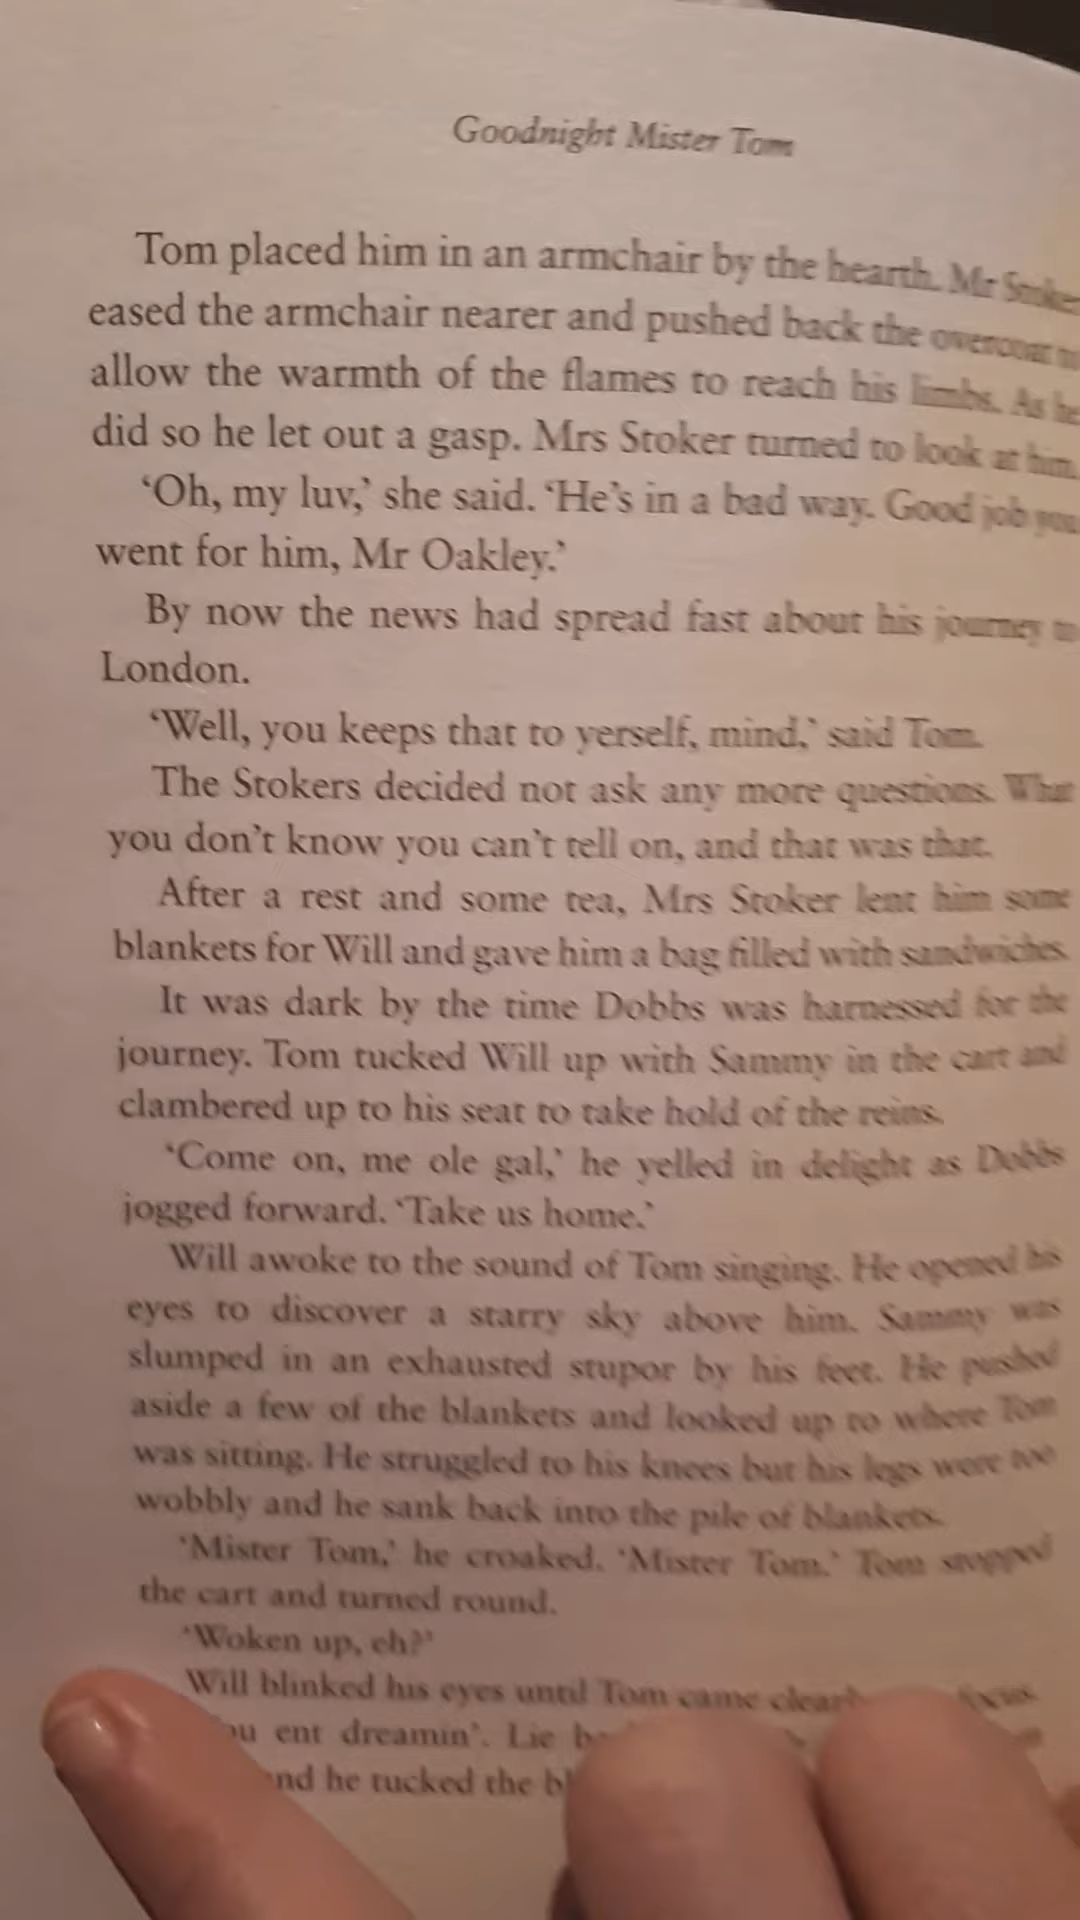 Goodnight Mister Tom
Tom placed him in an armchair by the hearth. Mr Stoker
eased the armchair nearer and pushed back the overcoat to
allow the warmth of the flames to reach his limbs. As he
did so he let out a gasp. Mrs Stoker turned to look at him.
‘Oh, my luv,’ she said. ‘He’s in a bad way. Good job you
went for him, Mr Oakley.’
By now the news had spread fast about his journey to
London.
‘Well, you keeps that to yerself, mind,’ said Tom.
The Stokers decided not ask any more questions. What
you don’t know you can’t tell on, and that was that.
After a rest and some tea, Mrs Stoker lent him some
blankets for Will and gave him a bag filled with sandwiches.
It was dark by the time Dobbs was harnessed for the
journey. Tom tucked Will up with Sammy in the cart and
clambered up to his seat to take hold of the reins.
‘Come on, me ole gal,’ he yelled in delight as Dobbs
jogged forward. ‘Take us home.’
Will awoke to the sound of Tom singing. He opened his
eyes to discover a starry sky above him. Sammy was
slumped in an exhausted stupor by his feet. He pushed
aside a few of the blankets and looked up to where Tom
was sitting. He struggled to his knees but his legs were too
wobbly and he sank back into the pile of blankets.
‘Mister Tom,’ he croaked. ‘Mister Tom.’ Tom stopped
the cart and turned round.
‘Woken up, eh?’
Will blinked his eyes until Tom came focus.
ent dreamin’. Lie
he tucked the